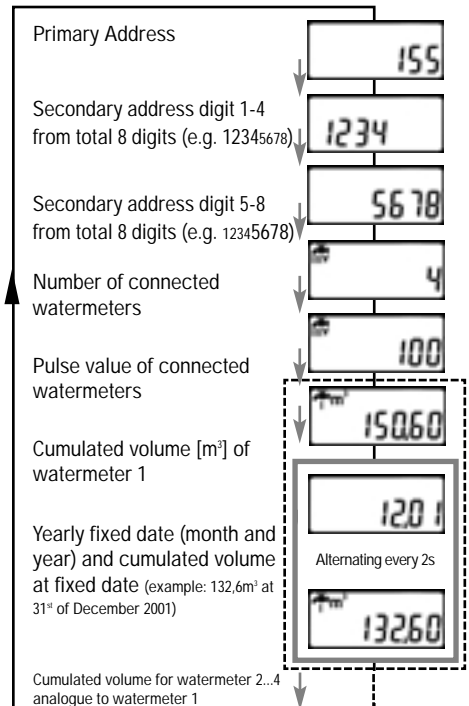 Primary Address
155
Secondary address digit 1-4
from total 8 digits (e.g. 12345678)
1234
Secondary address digit 5-8
from total 8 digits (e.g. 12345678)
5678
Number of connected
watermeters
4
Pulse value of connected
watermeters
100
Cumulated volume [m³] of
watermeter 1
m³
150,60
Yearly fixed date (month and
year) and cumulated volume
at fixed date (example: 132,6m³ at
31st of December 2001)
12,01
Alternating every 2s
m³
132,60
Cumulated volume for watermeter 2...4
analogue to watermeter 1